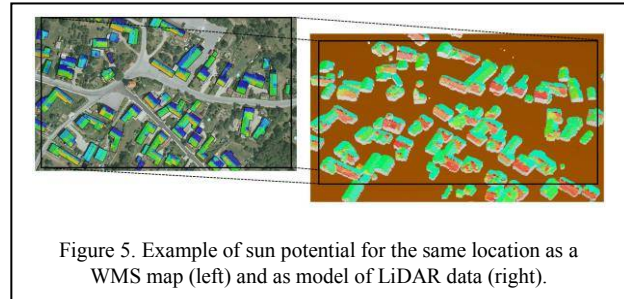 Figure 5. Example of sun potential for the same location as a
WMS map (left) and as model of LiDAR data (right).